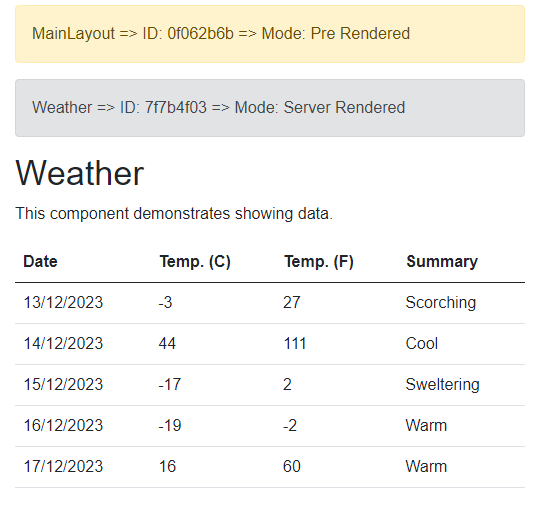 MainLayout => ID: 0f062b6b => Mode: Pre Rendered
Weather => ID: 7f7b4f03 => Mode: Server Rendered
Weather
This component demonstrates showing data.
Date Temp. (C) Temp. (F) Summary
13/12/2023 -3 27 Scorching
14/12/2023 44 111 Cool
15/12/2023 -17 2 Sweltering
16/12/2023 -19 -2 Warm
17/12/2023 16 60 Warm